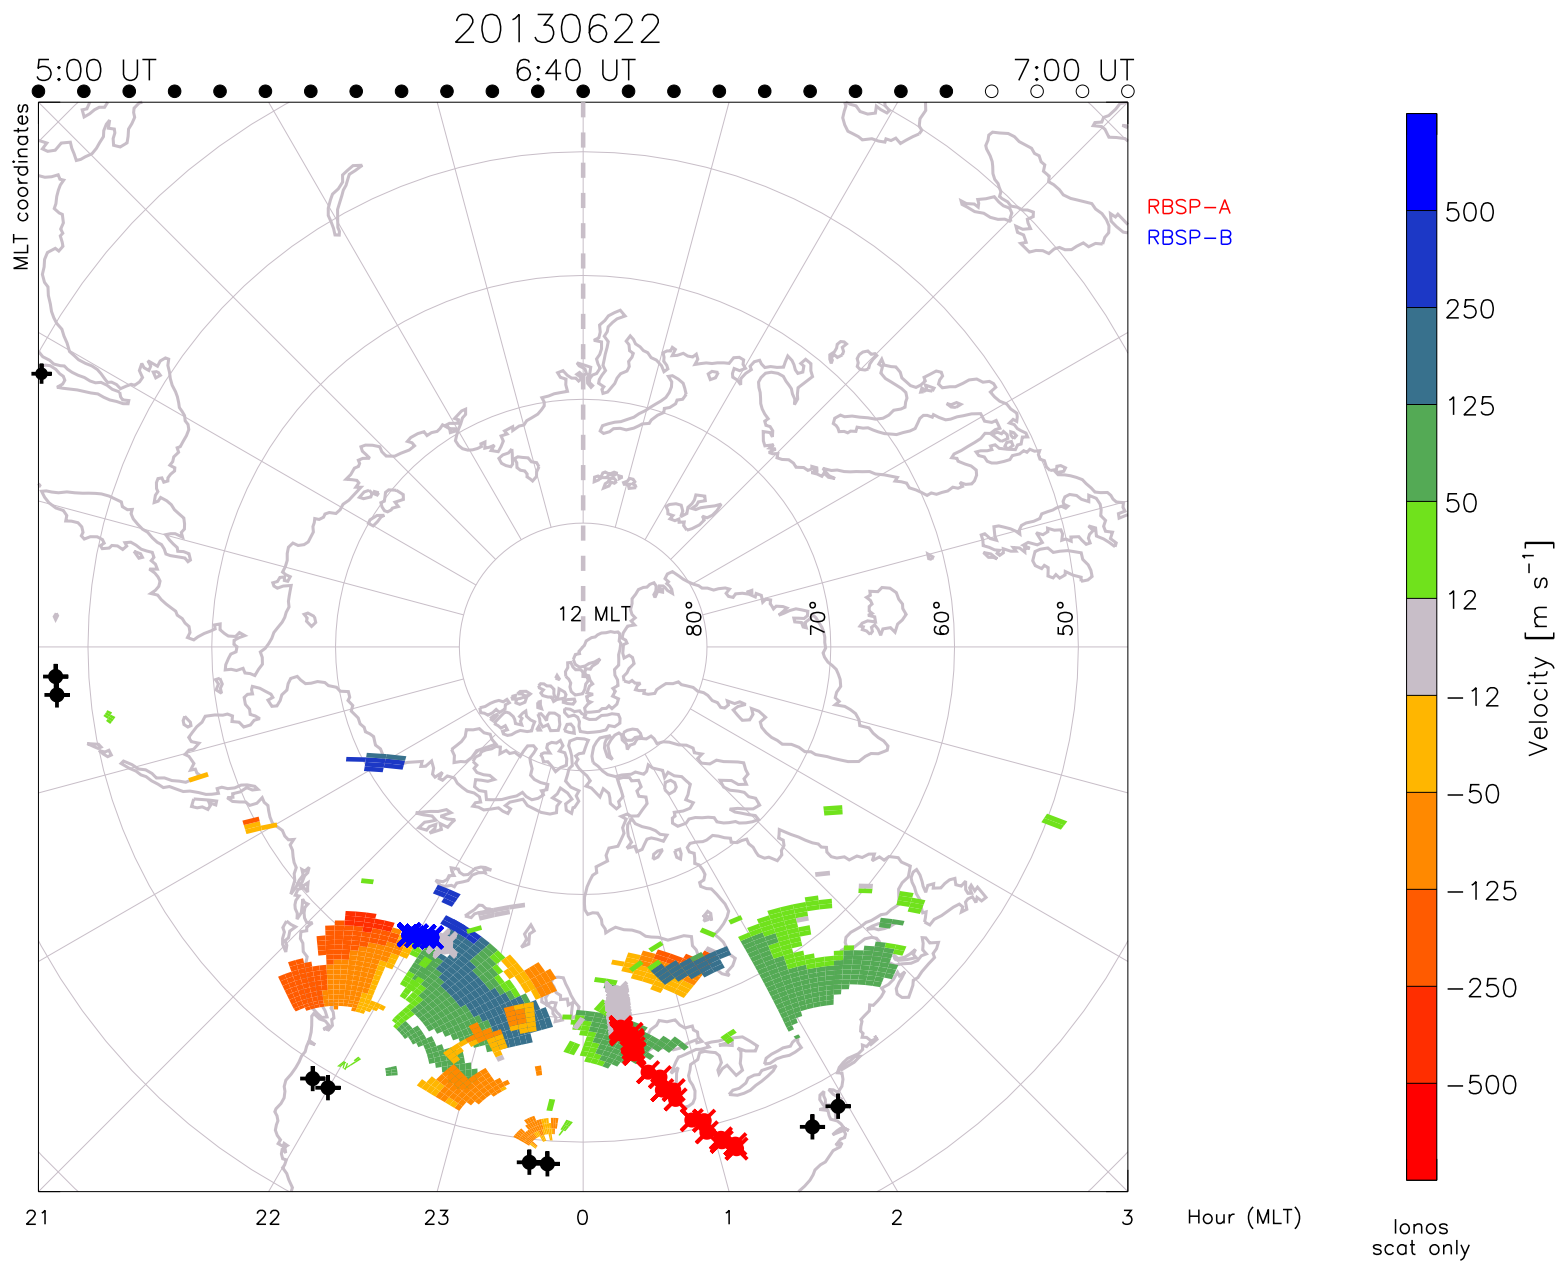 20130622
5:00 UT 6:40 UT 7:00 UT
MLT coordinates
RBSP-A
RBSP-B
12 MLT
80° 70° 60° 50°
500
250
125
50
12
-12
-50
-125
-250
-500
Velocity [m s⁻¹]
21 22 23 0 1 2 3 Hour (MLT)
Ionos
scat only